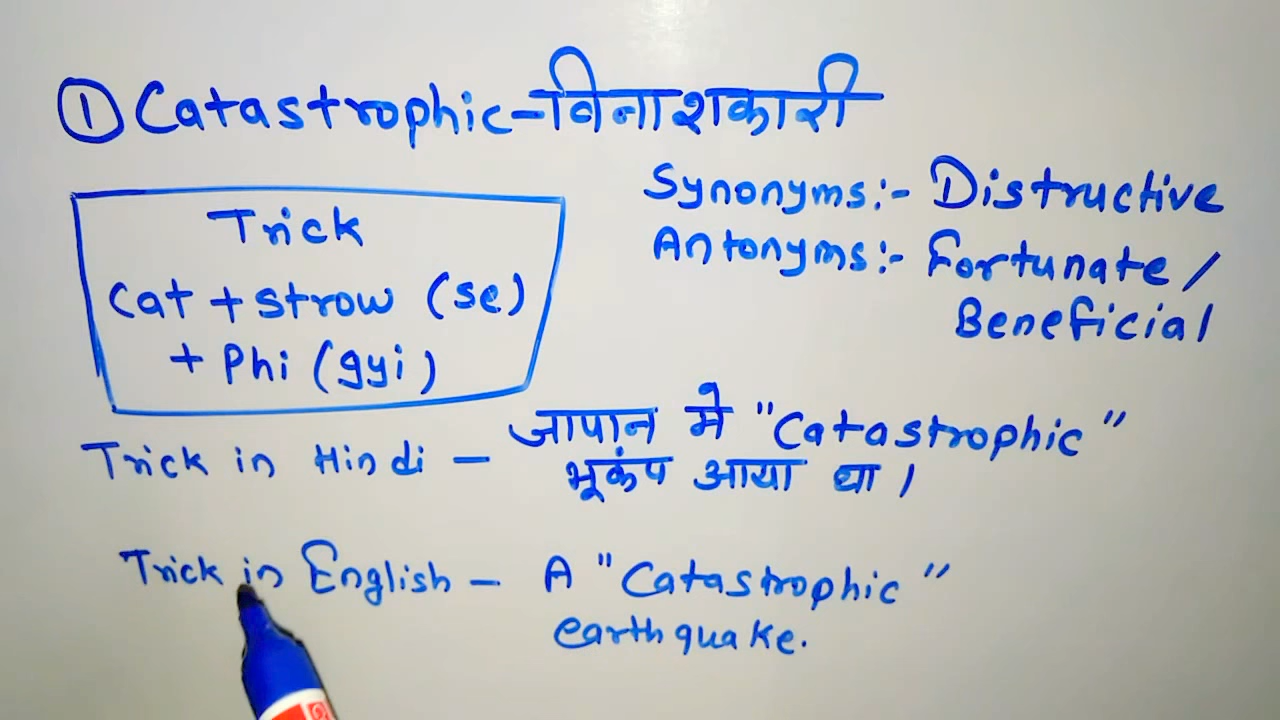 ① Catastrophic-विनाशकारी
Synonyms:- Distructive
Antonyms:- Fortunate /
Beneficial
Trick
Cat + Strow (se)
+ Phi (gyi)
Trick in Hindi - जापान मे "Catastrophic"
भूकंप आया था।
Trick in English - A "Catastrophic"
earthquake.